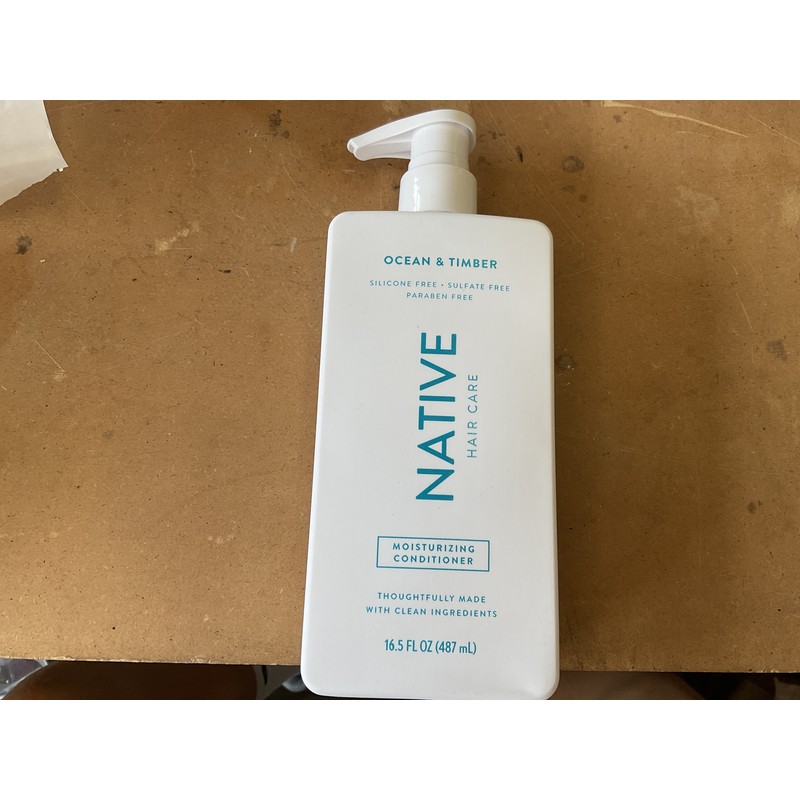 OCEAN & TIMBER
SILICONE FREE • SULFATE FREE
PARABEN FREE
NATIVE
HAIR CARE
MOISTURIZING
CONDITIONER
THOUGHTFULLY MADE
WITH CLEAN INGREDIENTS
16.5 FL OZ (487 mL)